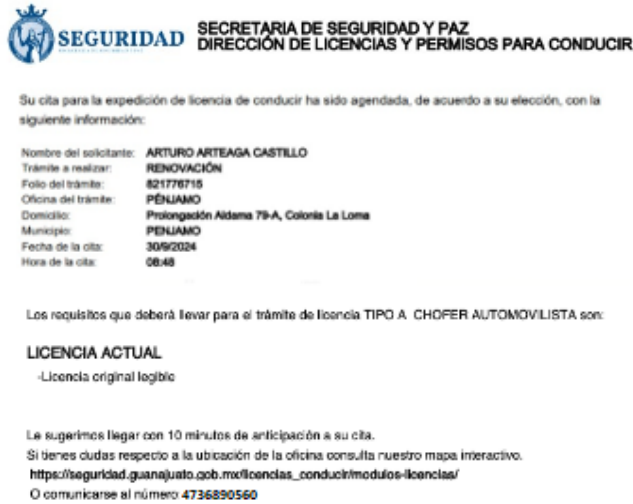 SEGURIDAD
SECRETARIA DE SEGURIDAD Y PAZ
DIRECCIÓN DE LICENCIAS Y PERMISOS PARA CONDUCIR
Su cita para la expedición de licencia de conducir ha sido agendada, de acuerdo a su elección, con la
siguiente información:
Nombre del solicitante: ARTURO ARTEAGA CASTILLO
Trámite a realizar: RENOVACIÓN
Folio del trámite: 821776715
Oficina del trámite: PÉNJAMO
Domicilio: Prolongación Aldama 79-A, Colonia La Loma
Municipio: PENJAMO
Fecha de la cita: 30/9/2024
Hora de la cita: 08:48
Los requisitos que deberá llevar para el trámite de licencia TIPO A CHOFER AUTOMOVILISTA son:
LICENCIA ACTUAL
-Licencia original legible
Le sugerimos llegar con 10 minutos de anticipación a su cita.
Si tienes dudas respecto a la ubicación de la oficina consulta nuestro mapa interactivo.
https://seguridad.guanajuato.gob.mx/licencias_conducir/modulos-licencias/
O comunicarse al número 4736890560